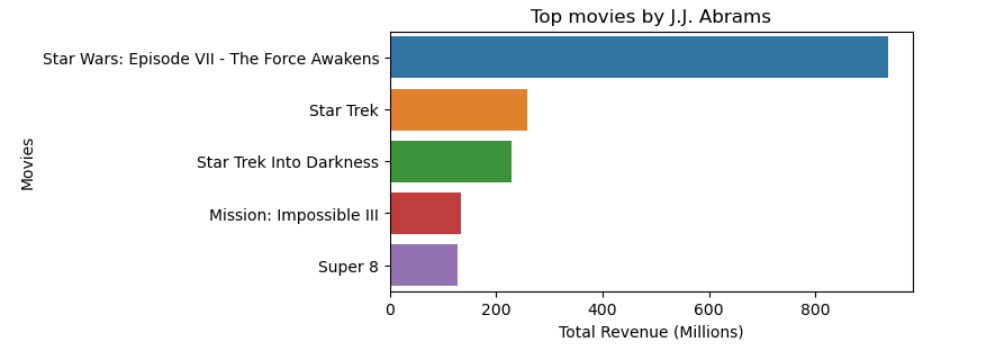 Top movies by J.J. Abrams
Movies
Star Wars: Episode VII - The Force Awakens
Star Trek
Star Trek Into Darkness
Mission: Impossible III
Super 8
0 200 400 600 800
Total Revenue (Millions)